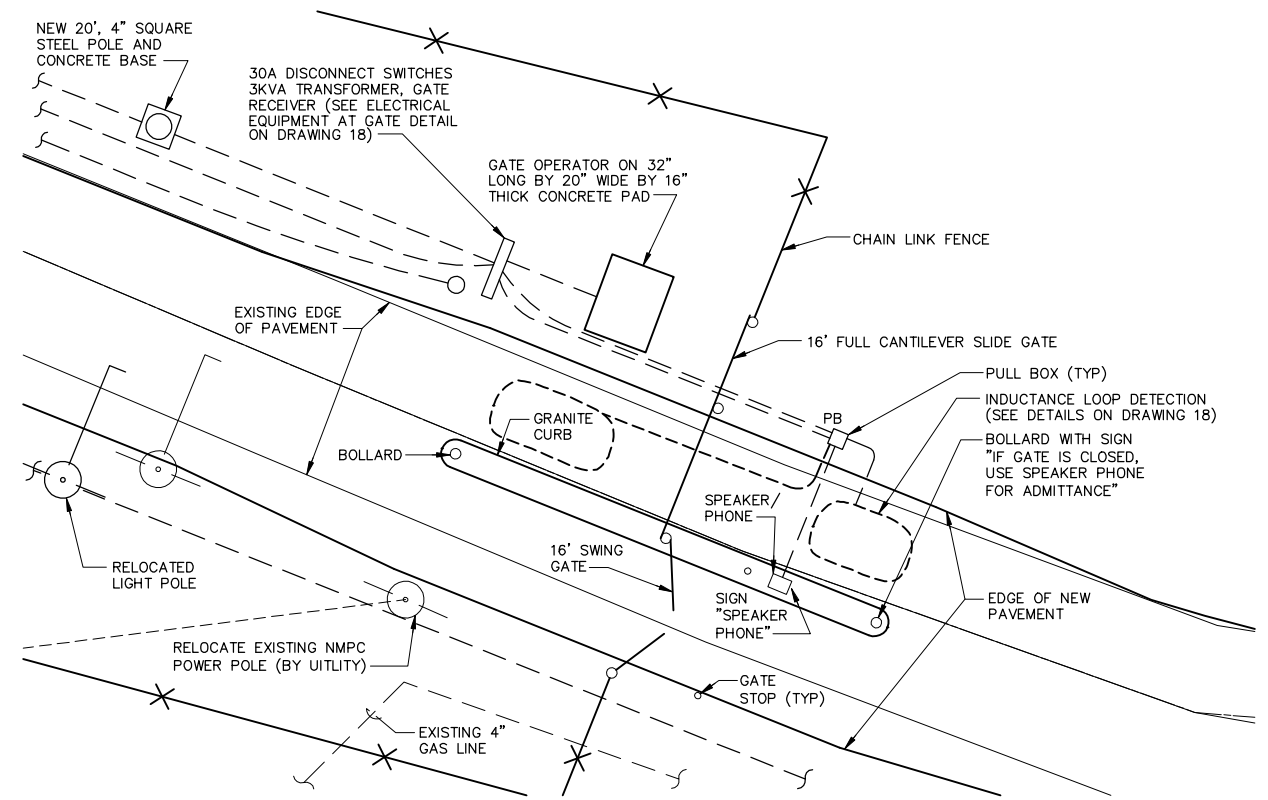 NEW 20', 4" SQUARE
STEEL POLE AND
CONCRETE BASE
30A DISCONNECT SWITCHES
3KVA TRANSFORMER, GATE
RECEIVER (SEE ELECTRICAL
EQUIPMENT AT GATE DETAIL
ON DRAWING 18)
GATE OPERATOR ON 32"
LONG BY 20" WIDE BY 16"
THICK CONCRETE PAD
CHAIN LINK FENCE
EXISTING EDGE
OF PAVEMENT
16' FULL CANTILEVER SLIDE GATE
PULL BOX (TYP)
INDUCTANCE LOOP DETECTION
(SEE DETAILS ON DRAWING 18)
PB
GRANITE
CURB
BOLLARD
BOLLARD WITH SIGN
"IF GATE IS CLOSED,
USE SPEAKER PHONE
FOR ADMITTANCE"
SPEAKER
PHONE
16' SWING
GATE
RELOCATED
LIGHT POLE
SIGN
"SPEAKER
PHONE"
EDGE OF NEW
PAVEMENT
RELOCATE EXISTING NMPC
POWER POLE (BY UITLITY)
GATE
STOP (TYP)
EXISTING 4"
GAS LINE